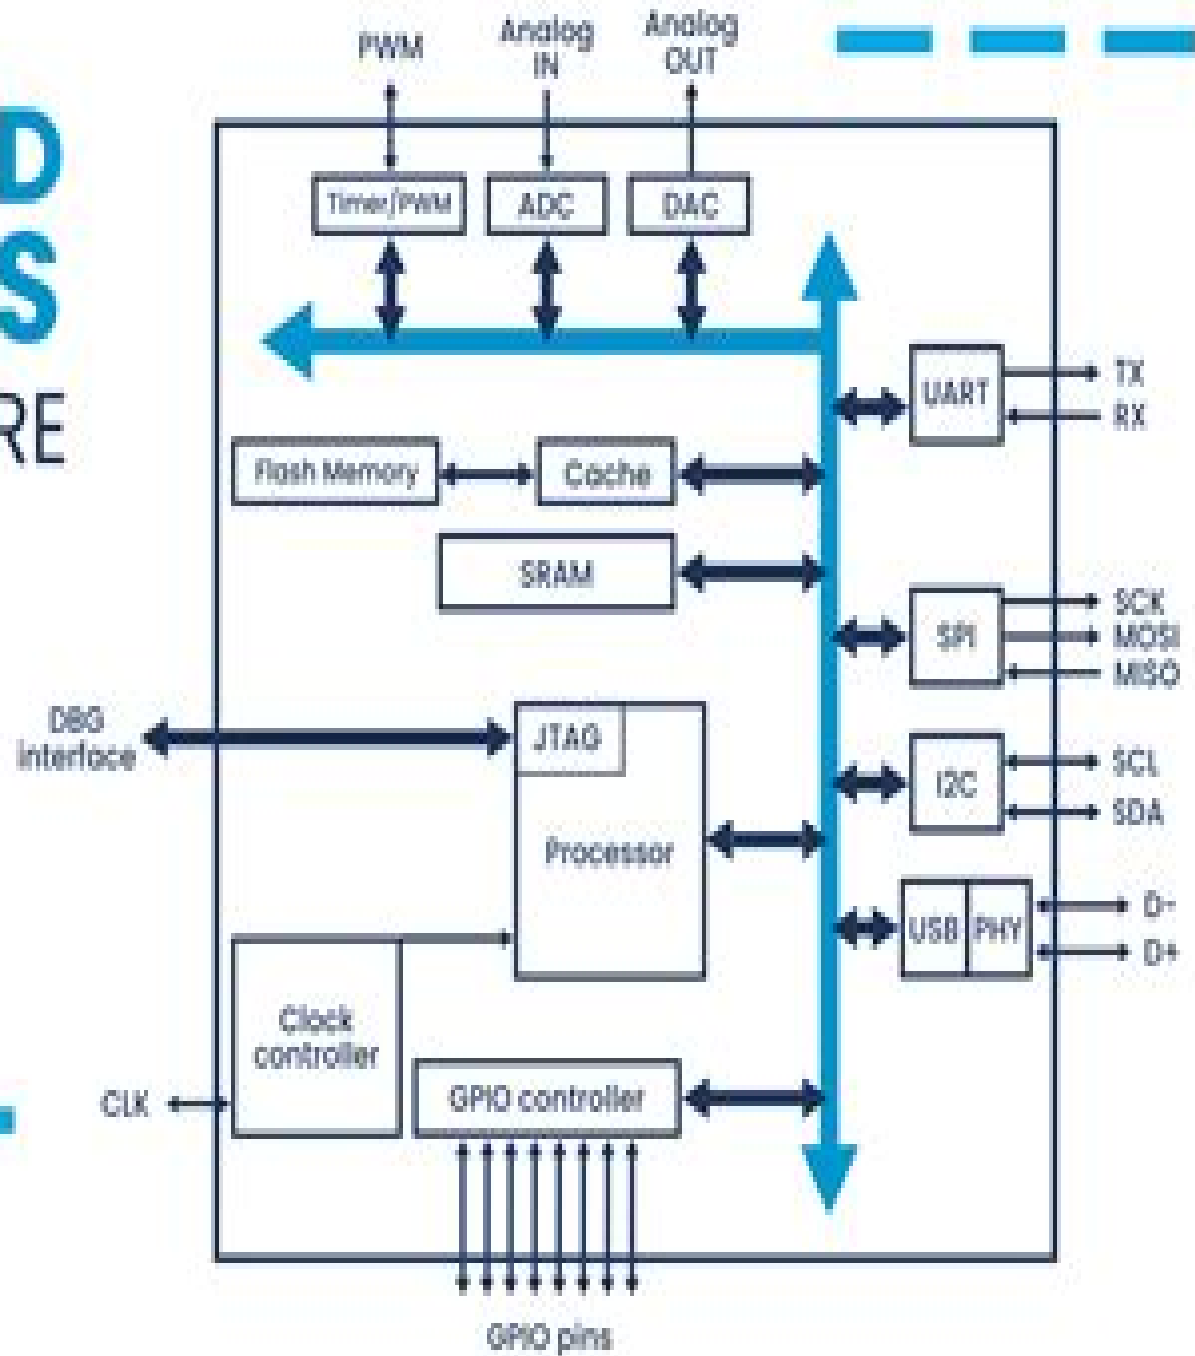 D
S
RE
PWM
Analog
IN
Analog
OUT
Timer/PWM
ADC
DAC
UART
TX
RX
Flash Memory
Cache
SRAM
SPI
SCK
MOSI
MISO
DBG
interface
JTAG
Processor
I2C
SCL
SDA
USB
PHY
D-
D+
Clock
controller
CLK
GPIO controller
GPIO pins